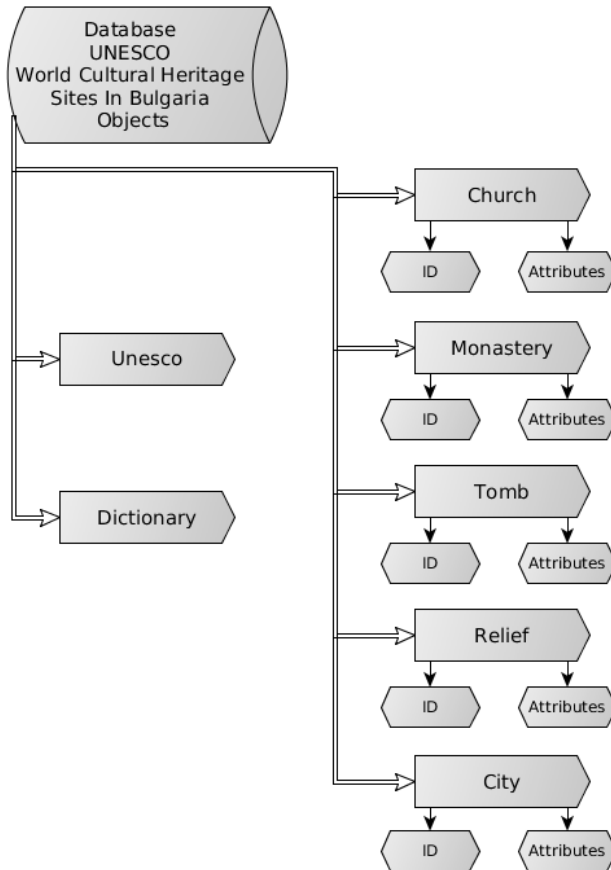 Database
UNESCO
World Cultural Heritage
Sites In Bulgaria
Objects
Church
ID
Attributes
Unesco
Monastery
ID
Attributes
Dictionary
Tomb
ID
Attributes
Relief
ID
Attributes
City
ID
Attributes